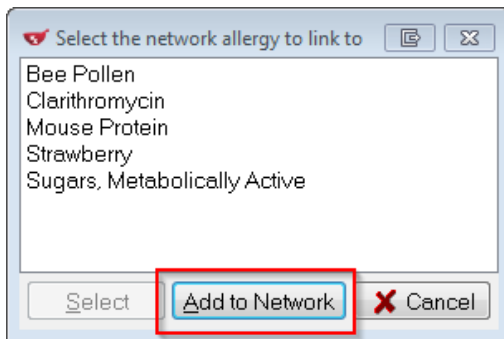 Select the network allergy to link to
Bee Pollen
Clarithromycin
Mouse Protein
Strawberry
Sugars, Metabolically Active
Select Add to Network Cancel